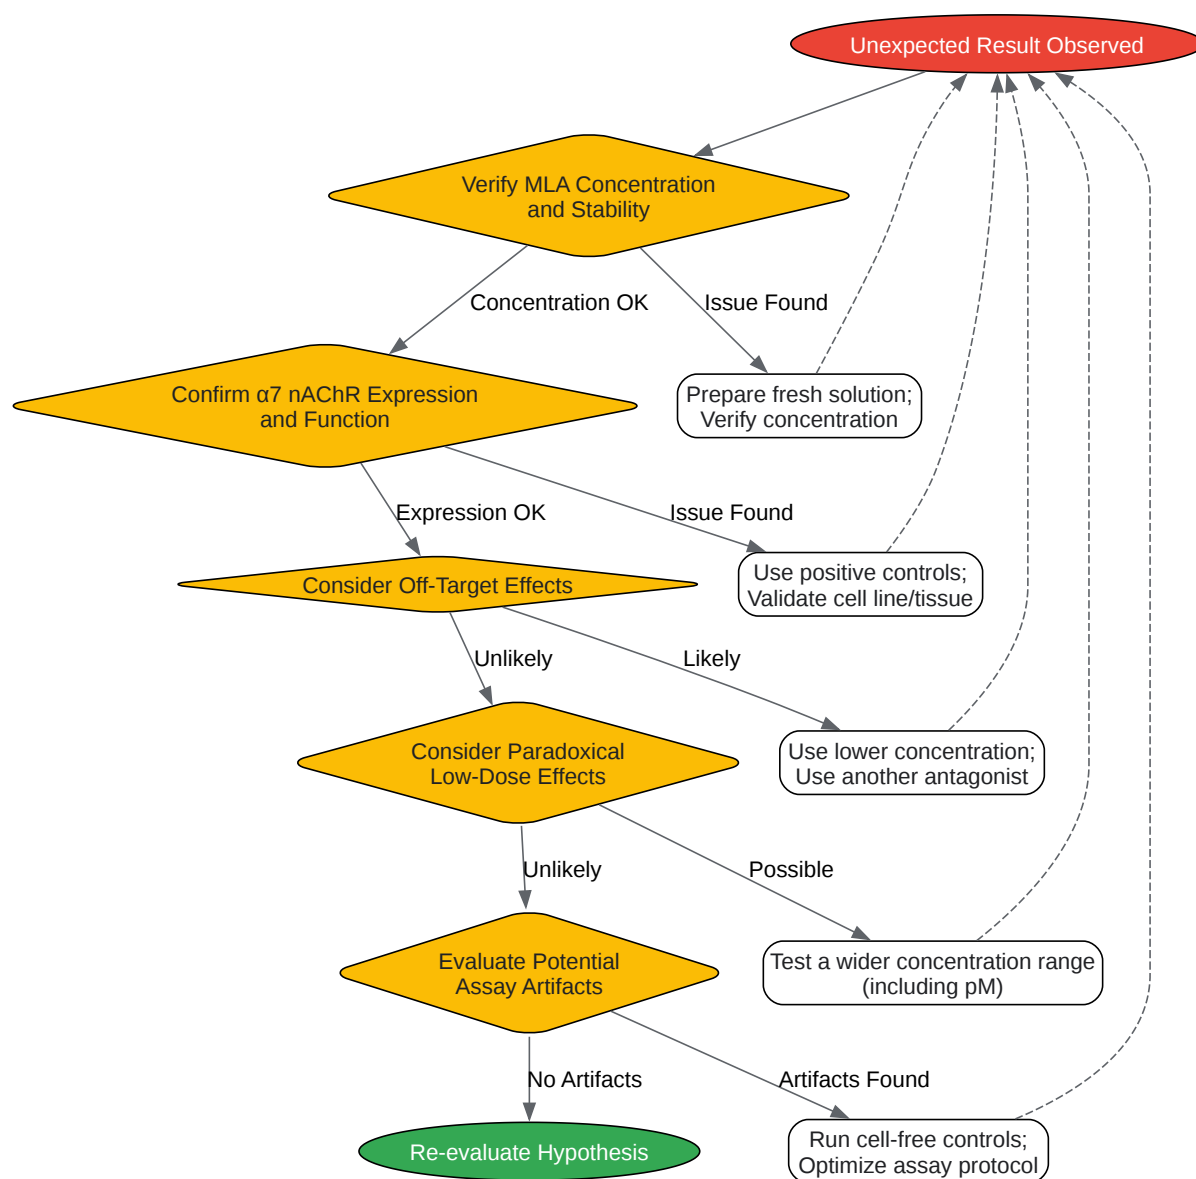 Unexpected Result Observed
Verify MLA Concentration
and Stability
Concentration OK
Issue Found
Confirm α7 nAChR Expression
and Function
Prepare fresh solution;
Verify concentration
Expression OK
Issue Found
Consider Off-Target Effects
Use positive controls;
Validate cell line/tissue
Unlikely
Likely
Consider Paradoxical
Low-Dose Effects
Use lower concentration;
Use another antagonist
Unlikely
Possible
Evaluate Potential
Assay Artifacts
Test a wider concentration range
(including pM)
No Artifacts
Artifacts Found
Re-evaluate Hypothesis
Run cell-free controls;
Optimize assay protocol